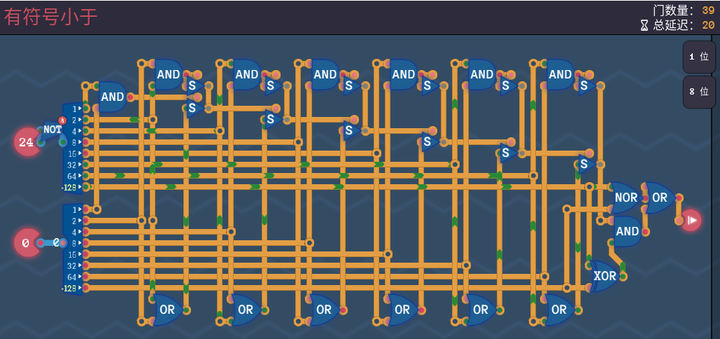 有符号小于
门数量: 39
总延迟: 20
1 位
8 位
AND AND AND AND AND AND
S S S S S S
AND
S
S
S
S
S
S
NOT
24
1
2
4
8
16
32
64
-128
NOR OR
AND
0 0
1
2
4
8
16
32
64
-128
XOR
OR OR OR OR OR OR